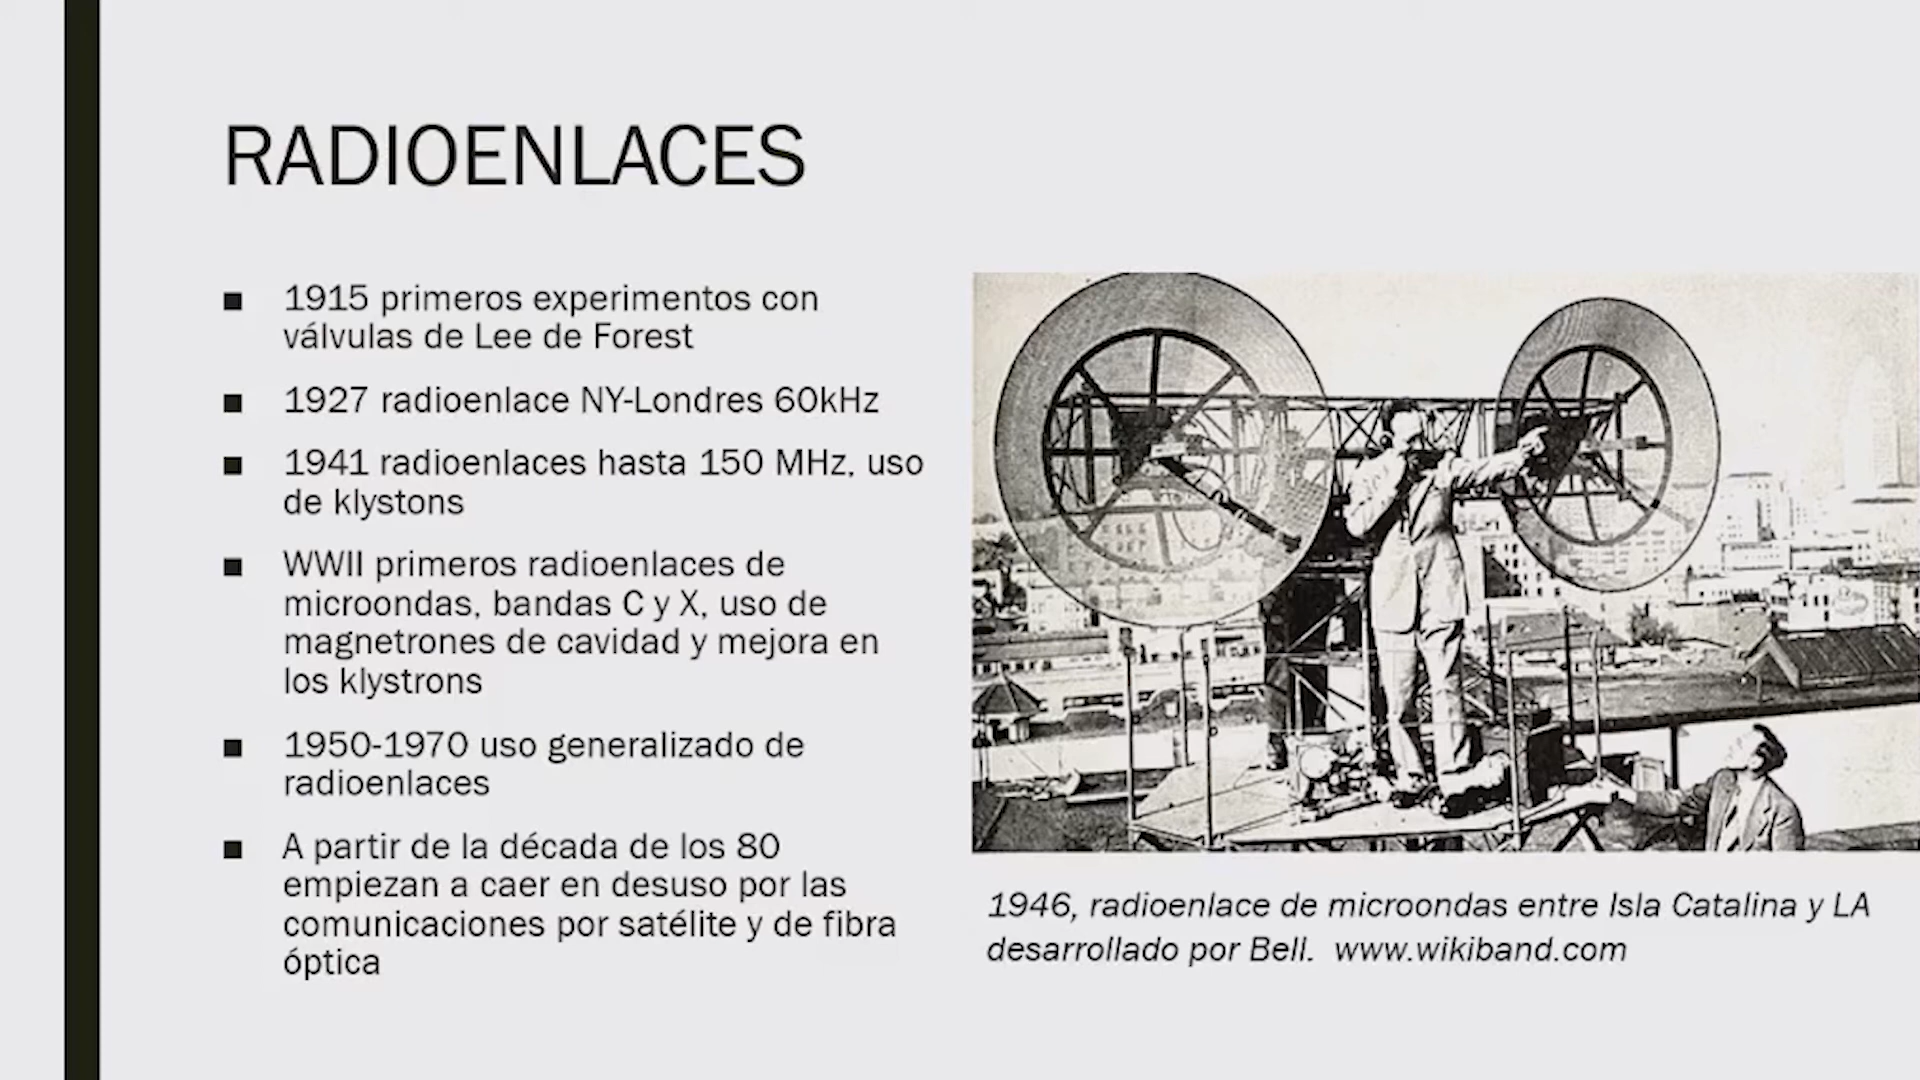 RADIOENLACES
■ 1915 primeros experimentos con
válvulas de Lee de Forest
■ 1927 radioenlace NY-Londres 60kHz
■ 1941 radioenlaces hasta 150 MHz, uso
de klystons
■ WWII primeros radioenlaces de
microondas, bandas C y X, uso de
magnetrones de cavidad y mejora en
los klystrons
■ 1950-1970 uso generalizado de
radioenlaces
■ A partir de la década de los 80
empiezan a caer en desuso por las
comunicaciones por satélite y de fibra
óptica
1946, radioenlace de microondas entre Isla Catalina y LA
desarrollado por Bell. www.wikiband.com